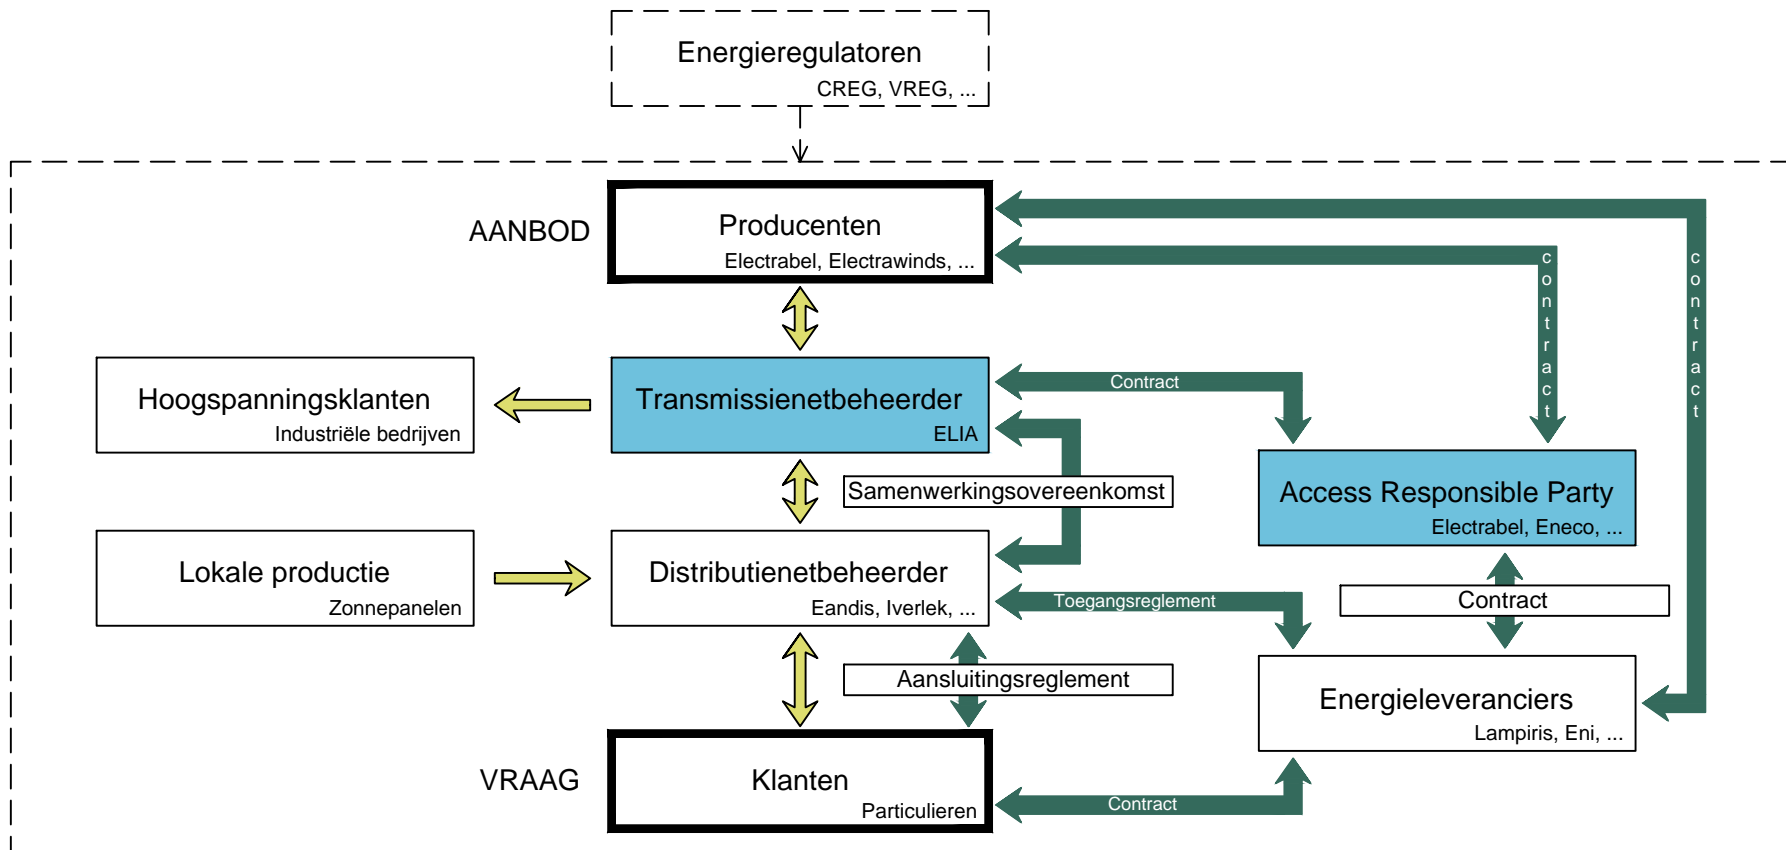 Energieregulatoren
CREG, VREG, ...
AANBOD
Producenten
Electrabel, Electrawinds, ...
contract
contract
Hoogspanningsklanten
Industriële bedrijven
Transmissienetbeheerder
ELIA
Contract
Samenwerkingsovereenkomst
Access Responsible Party
Electrabel, Eneco, ...
Lokale productie
Zonnepanelen
Distributienetbeheerder
Eandis, Iverlek, ...
Toegangsreglement
Contract
Aansluitingsreglement
Energieleveranciers
Lampiris, Eni, ...
VRAAG
Klanten
Particulieren
Contract